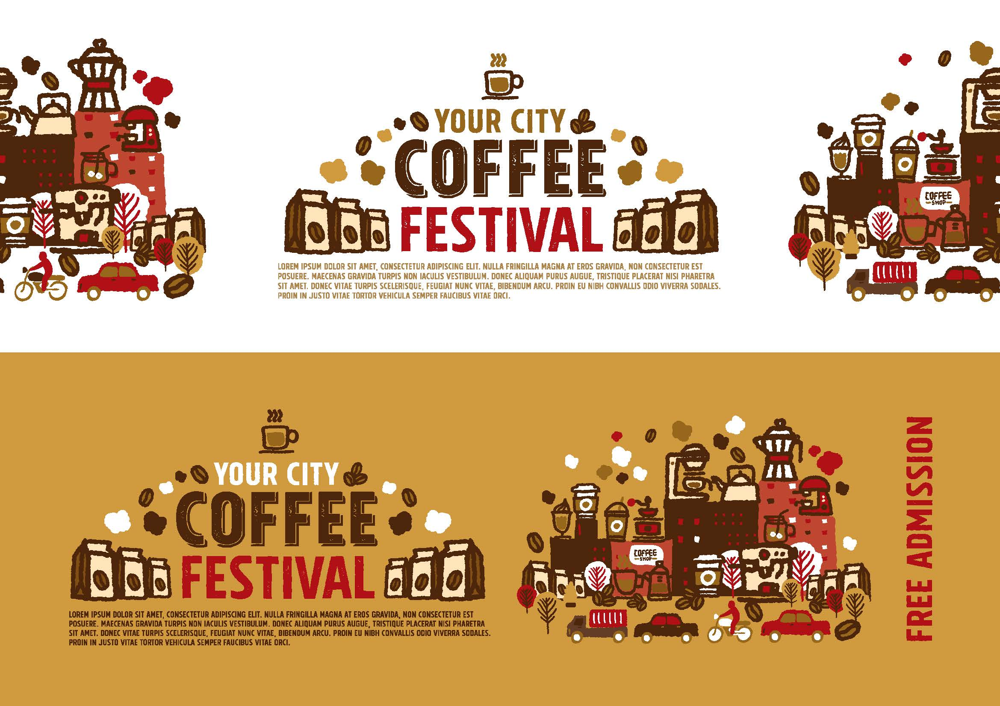 YOUR CITY
COFFEE
FESTIVAL
LOREM IPSUM DOLOR SIT AMET, CONSECTETUR ADIPISCING ELIT. NULLA FRINGILLA MAGNA AT EROS GRAVIDA, NON CONSECTETUR EST
POSUERE. MAECENAS GRAVIDA TURPIS NON IACULIS VESTIBULUM. DONEC ALIQUAM PURUS AUGUE, TRISTIQUE PLACERAT NISI PHARETRA
SIT AMET. DONEC VITAE TURPIS SCELERISQUE, FEUGIAT NUNC VITAE, BIBENDUM ARCU. PROIN EU NIBH CONVALLIS ODIO VIVERRA SODALES.
PROIN IN JUSTO VITAE TORTOR VEHICULA SEMPER FAUCIBUS VITAE ORCI.
COFFEE
SHOP
YOUR CITY
COFFEE
FESTIVAL
LOREM IPSUM DOLOR SIT AMET, CONSECTETUR ADIPISCING ELIT. NULLA FRINGILLA MAGNA AT EROS GRAVIDA, NON CONSECTETUR EST
POSUERE. MAECENAS GRAVIDA TURPIS NON IACULIS VESTIBULUM. DONEC ALIQUAM PURUS AUGUE, TRISTIQUE PLACERAT NISI PHARETRA
SIT AMET. DONEC VITAE TURPIS SCELERISQUE, FEUGIAT NUNC VITAE, BIBENDUM ARCU. PROIN EU NIBH CONVALLIS ODIO VIVERRA SODALES.
PROIN IN JUSTO VITAE TORTOR VEHICULA SEMPER FAUCIBUS VITAE ORCI.
COFFEE
SHOP
FREE ADMISSION